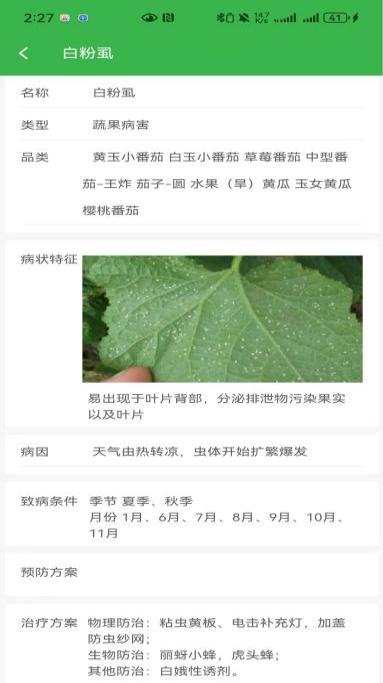 2:27 14.7 K/s 41
白粉虱
名称 白粉虱
类型 蔬果病害
品类 黄玉小番茄 白玉小番茄 草莓番茄 中型番
茄-王炸 茄子-圆 水果（旱）黄瓜 玉女黄瓜
樱桃番茄
病状特征
易出现于叶片背部，分泌排泄物污染果实
以及叶片
病因 天气由热转凉，虫体开始扩繁爆发
致病条件 季节 夏季、秋季
月份 1月、6月、7月、8月、9月、10月、
11月
预防方案
治疗方案 物理防治：粘虫黄板、电击补充灯，加盖
防虫纱网；
生物防治：丽蚜小蜂，虎头蜂；
其他防治：白娥性诱剂。